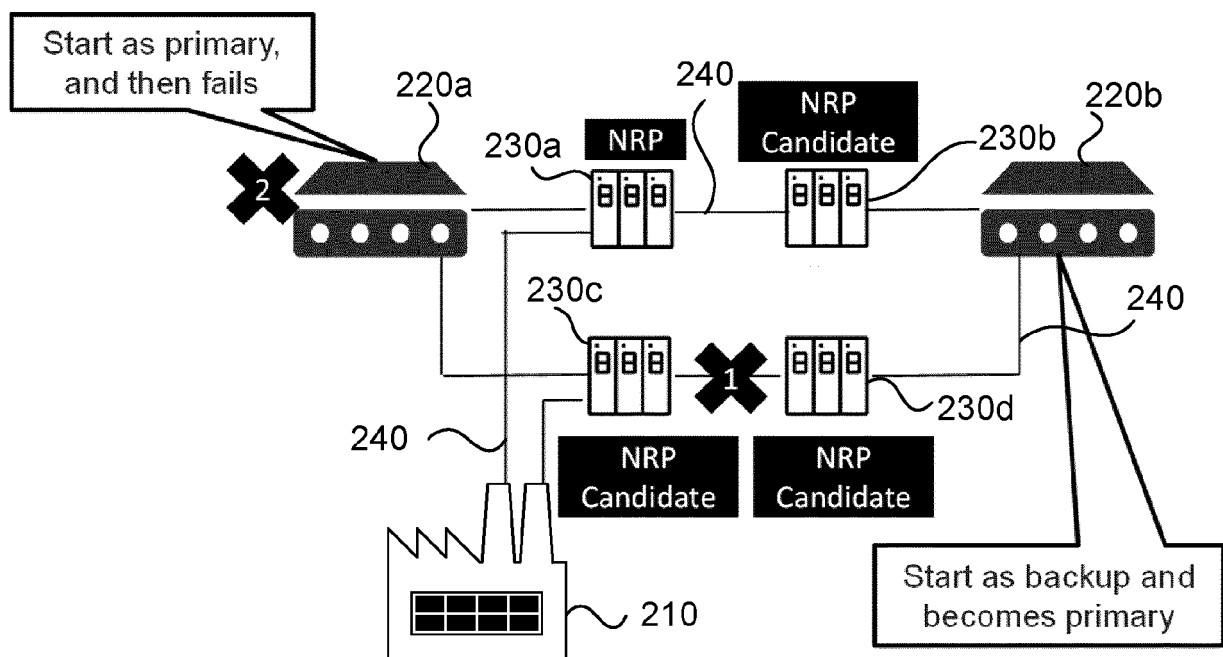 Start as primary,
and then fails
220a
240
NRP
Candidate
230b
220b
230a
NRP
2
230c
240
1
230d
240
NRP
Candidate
NRP
Candidate
Start as backup and
becomes primary
210